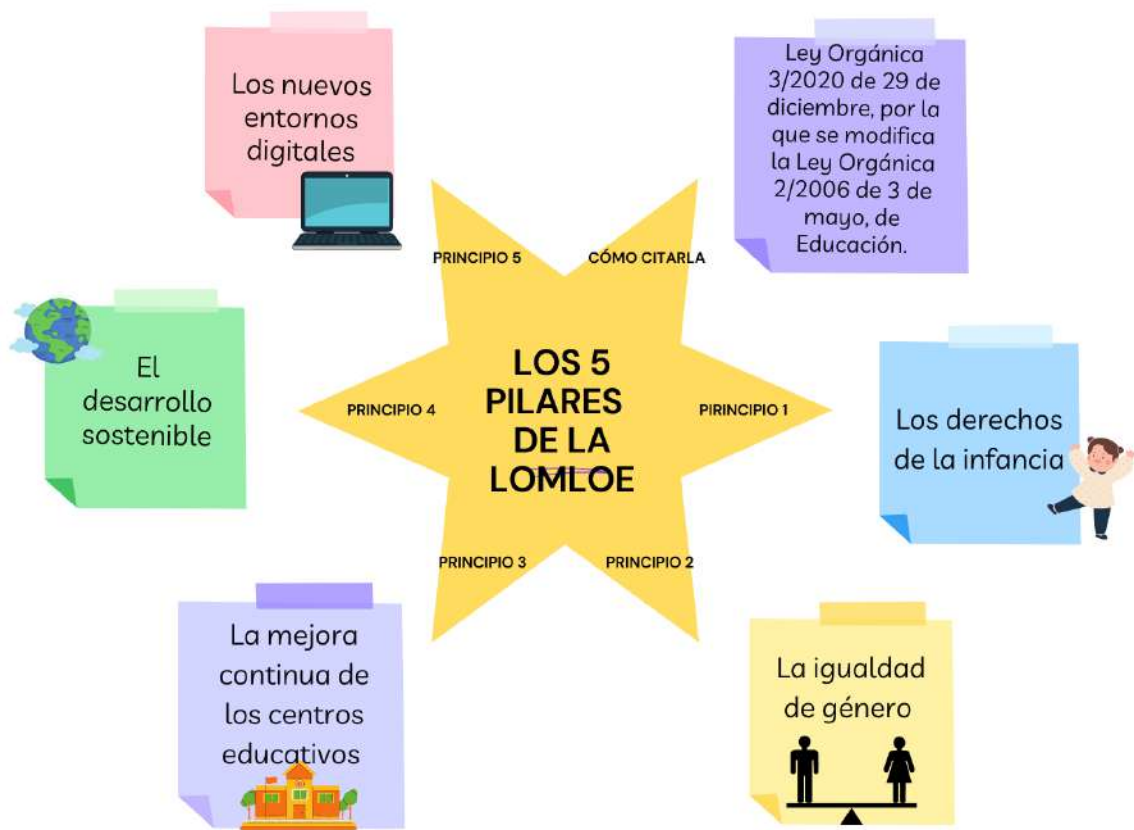 Los nuevos
entornos
digitales
Ley Orgánica
3/2020 de 29 de
diciembre, por la
que se modifica
la Ley Orgánica
2/2006 de 3 de
mayo, de
Educación.
PRINCIPIO 5
CÓMO CITARLA
El
desarrollo
sostenible
PRINCIPIO 4
LOS 5
PILARES
DE LA
LOMLOE
PIRINCIPIO 1
Los derechos
de la infancia
PRINCIPIO 3
PRINCIPIO 2
La mejora
continua de
los centros
educativos
La igualdad
de género